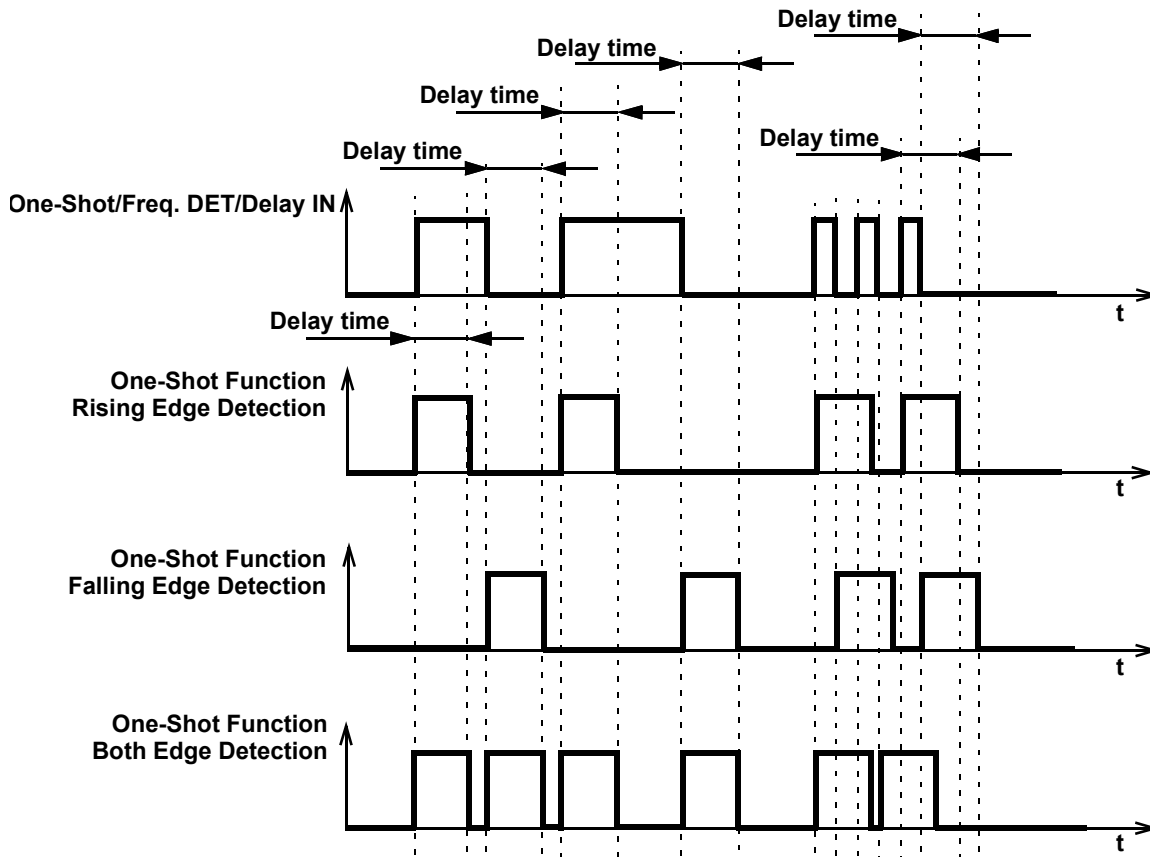 Delay time
Delay time
Delay time
Delay time
Delay time
One-Shot/Freq. DET/Delay IN
t
Delay time
One-Shot Function
Rising Edge Detection
t
One-Shot Function
Falling Edge Detection
t
One-Shot Function
Both Edge Detection
t